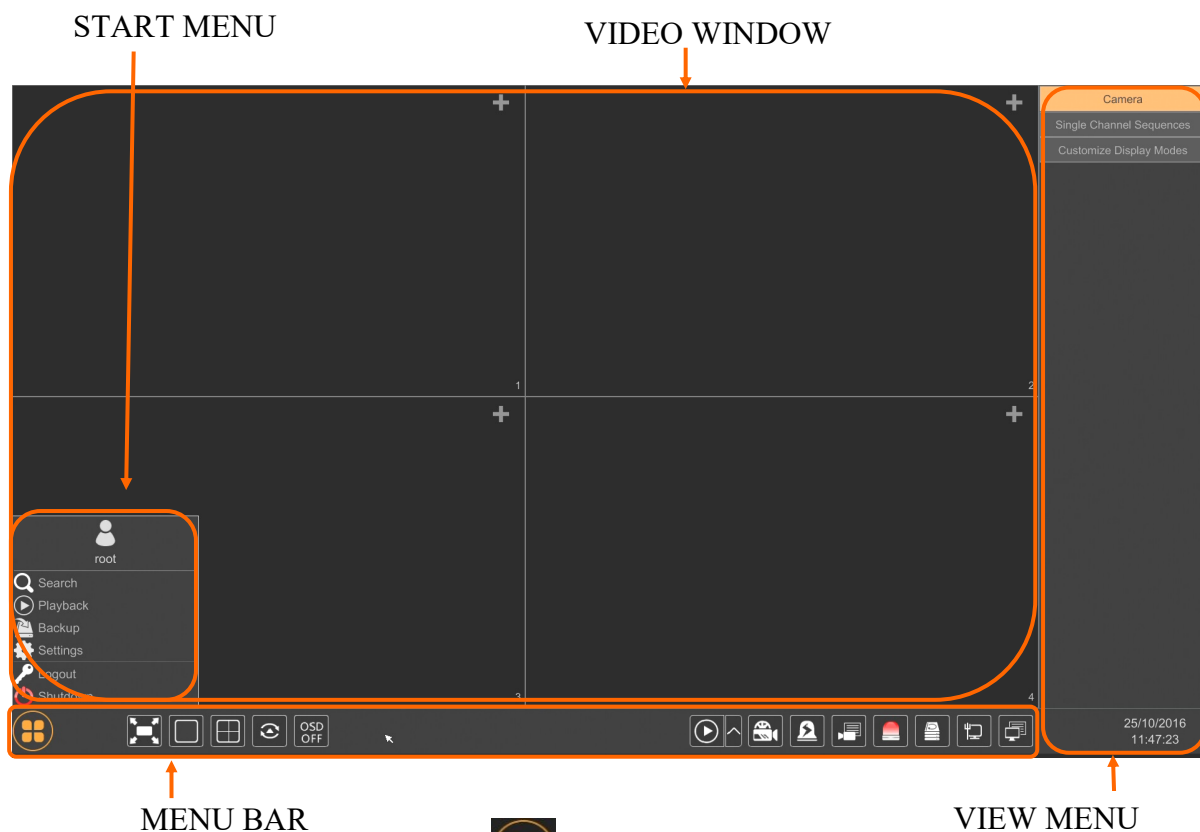 START MENU
VIDEO WINDOW
Camera
Single Channel Sequences
Customize Display Modes
1
2
root
Search
Playback
Backup
Settings
Logout
Shutdown
3
4
OSD
OFF
25/10/2016
11:47:23
MENU BAR
VIEW MENU